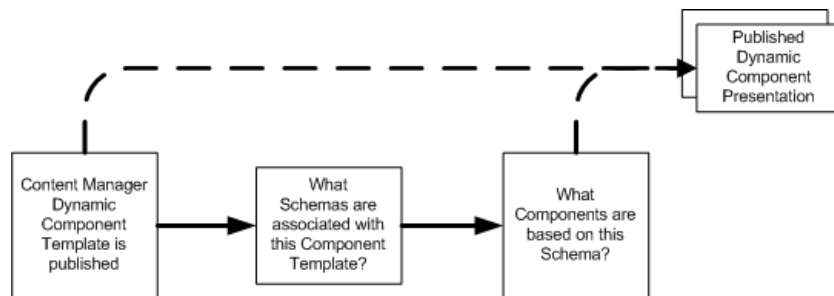 Published
Dynamic
Component
Presentation
Content Manager
Dynamic
Component
Template is
published
What
Schemas are
associated with
this Component
Template?
What
Components are
based on this
Schema?